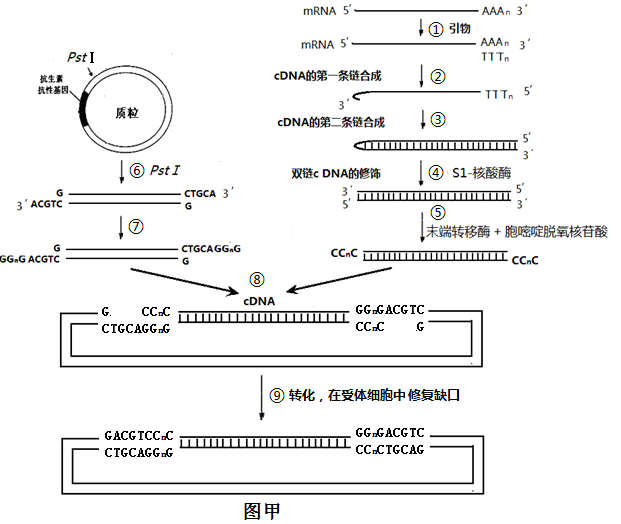 mRNA 5′ AAAn 3′
① 引物
mRNA 5′ AAAn 3′
TTTn
cDNA的第一条链合成 ②
3′ TTTn 5′
cDNA的第二条链合成 ③
5′
3′
双链c DNA的修饰 ④ S1-核酸酶
3′ 5′
5′ 3′
⑤ 末端转移酶 + 胞嘧啶脱氧核苷酸
CCnC CCnC
Pst I
抗生素
抗性基因
质粒
⑥ Pst I
G CTGCA 3′
3′ ACGTC G
⑦
G CTGCAGGnG
GGnG ACGTC G
⑧
cDNA
G. CCnC GGnGACGTC
CTGCAGGnG CCnC G
⑨ 转化，在受体细胞中修复缺口
GACGTCCnC GGnGACGTC
CTGCAGGnG CCnCTGCAG
图甲